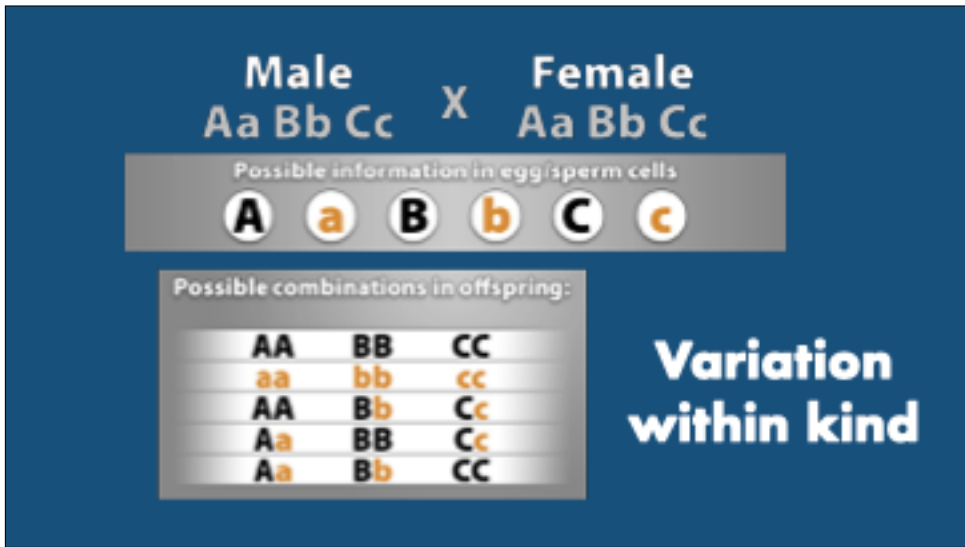 Male X Female
Aa Bb Cc Aa Bb Cc
Possible information in egg/sperm cells
A a B b C c
Possible combinations in offspring:
AA BB CC
aa bb cc
AA Bb Cc
Aa BB Cc
Aa Bb CC
Variation
within kind